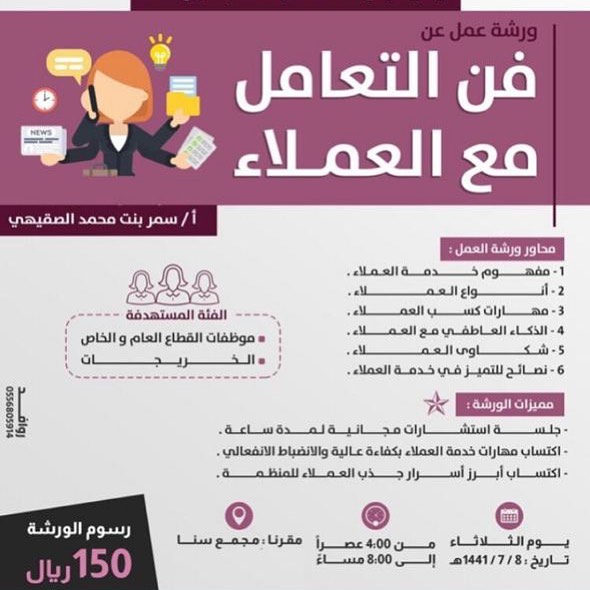 ورشة عمل عن
فن التعامل
مع العملاء
NEWS
أ/ سمر بنت محمد الصقيهي
محاور ورشة العمل :
1- مفهوم خدمة العملاء .
2- أنواع العملاء .
3- مهارات كسب العملاء .
4- الذكاء العاطفي مع العملاء .
5- شكاوى العملاء .
6- نصائح للتميز في خدمة العملاء .
الفئة المستهدفة
موظفات القطاع العام و الخاص
الخريجات
مميزات الورشة :
- جلسة استشارات مجانية لمدة ساعة .
- اكتساب مهارات خدمة العملاء بكفاءة عالية والانضباط الانفعالي .
- اكتساب أبرز أسرار جذب العملاء للمنظمة .
يوم الثلاثاء
تاريخ : 1441/7/8هـ
من 4:00 عصراً
إلى 8:00 مساءً
مقرنا : مجمع سنا
رسوم الورشة
150 ريال
روافد
0556805914